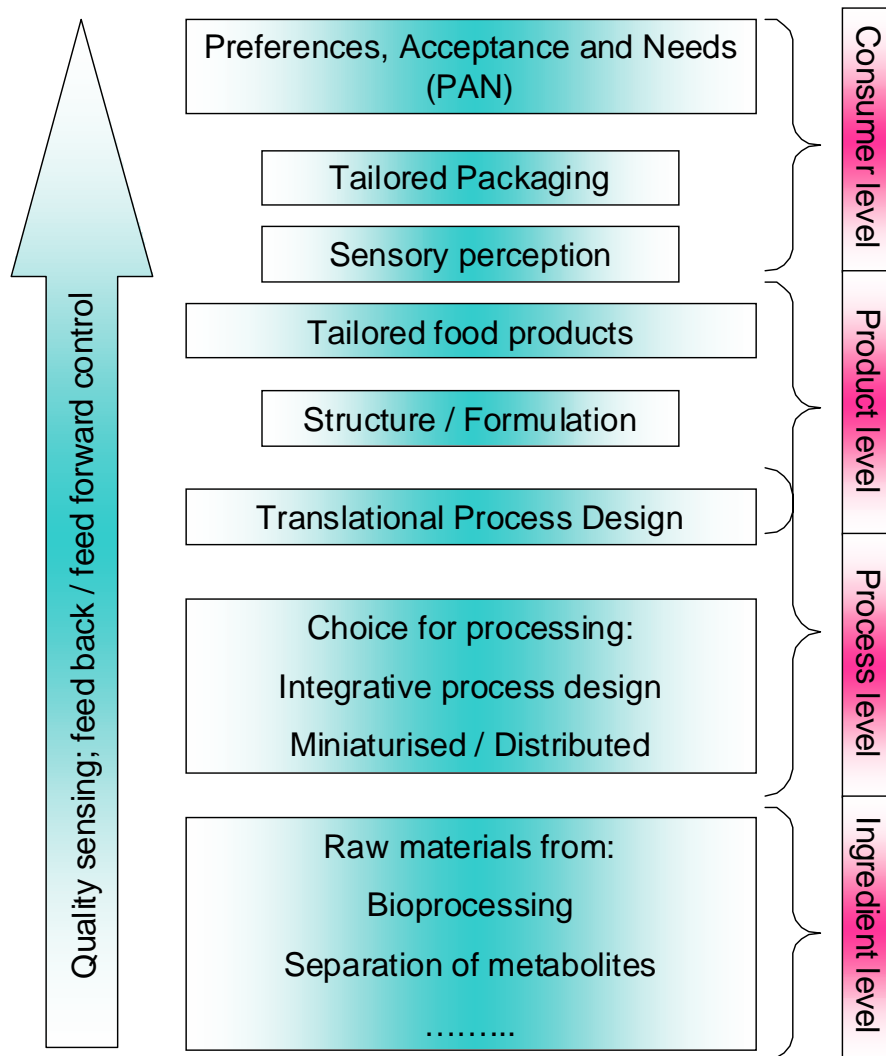 Preferences, Acceptance and Needs
(PAN)
Tailored Packaging
Sensory perception
Tailored food products
Structure / Formulation
Translational Process Design
Choice for processing:
Integrative process design
Miniaturised / Distributed
Raw materials from:
Bioprocessing
Separation of metabolites
……...
Quality sensing; feed back / feed forward control
Consumer level
Product level
Process level
Ingredient level